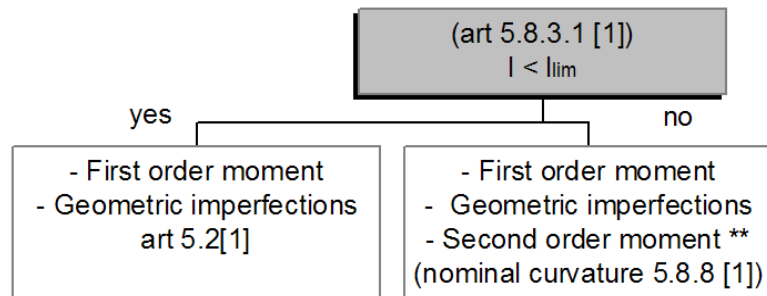 (art 5.8.3.1 [1])
l < llim
yes
no
- First order moment
- Geometric imperfections
art 5.2[1]
- First order moment
- Geometric imperfections
- Second order moment **
(nominal curvature 5.8.8 [1])